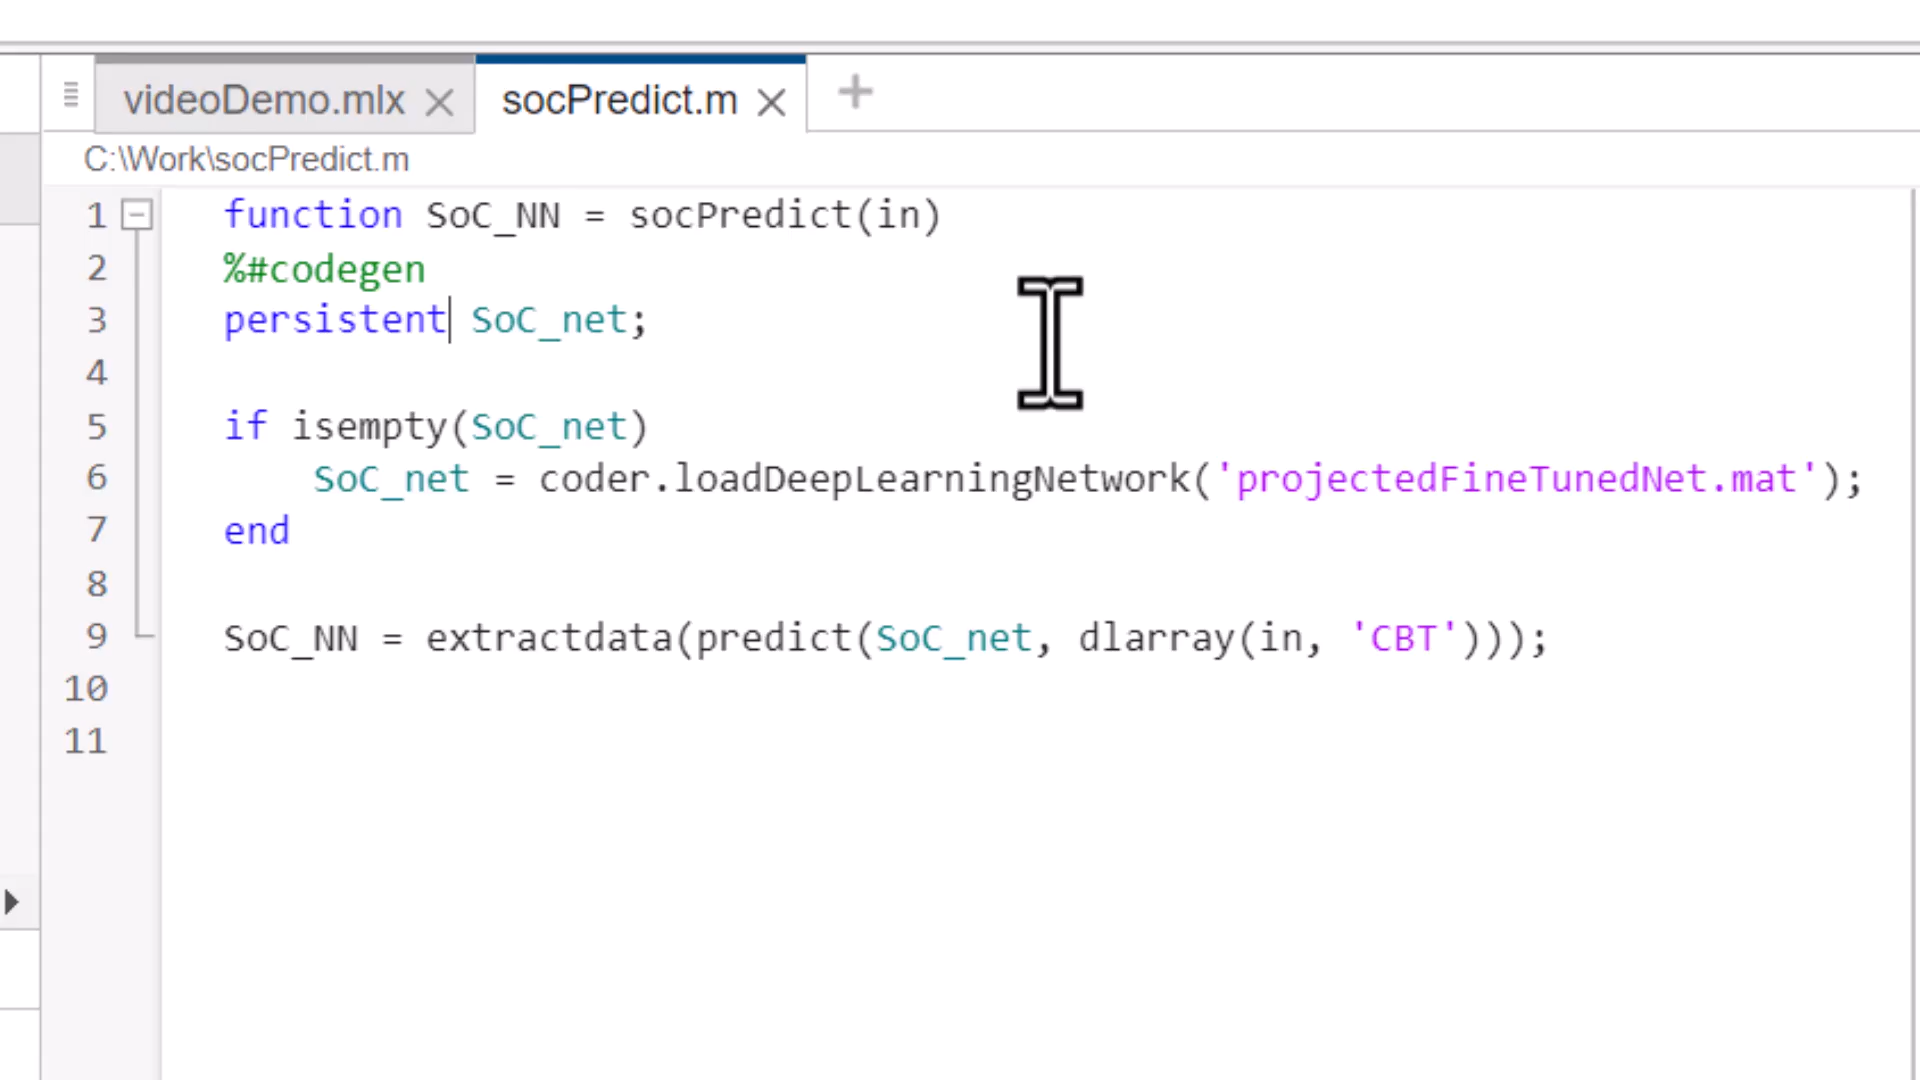 videoDemo.mlx
socPredict.m
C:\Work\socPredict.m
1 function SoC_NN = socPredict(in)
2 %#codegen
3 persistent SoC_net;
4
5 if isempty(SoC_net)
6 SoC_net = coder.loadDeepLearningNetwork('projectedFineTunedNet.mat');
7 end
8
9 SoC_NN = extractdata(predict(SoC_net, dlarray(in, 'CBT')));
10
11